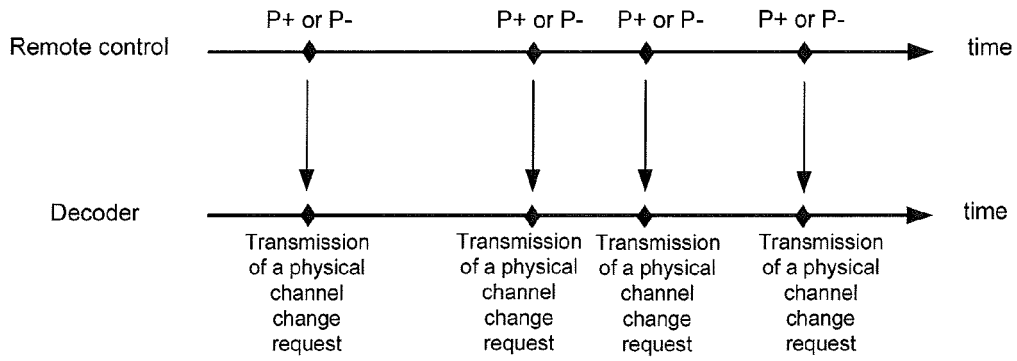 P+ or P- P+ or P- P+ or P- P+ or P-
Remote control time
Decoder time
Transmission
of a physical
channel
change
request
Transmission
of a physical
channel
change
request
Transmission
of a physical
channel
change
request
Transmission
of a physical
channel
change
request